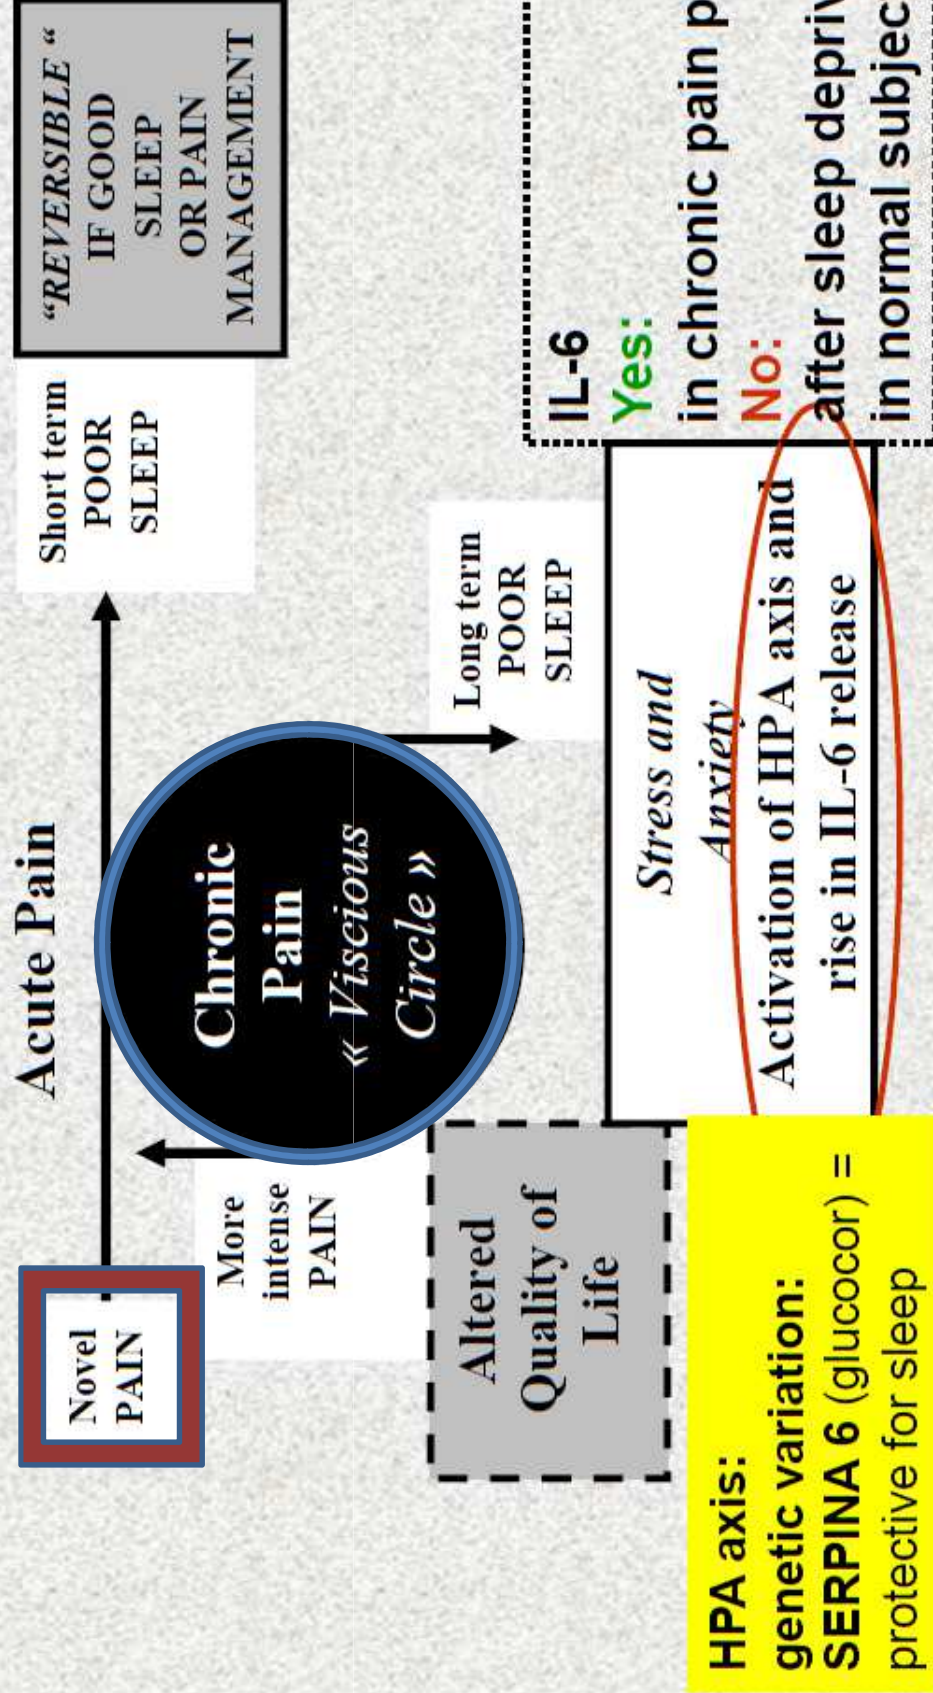 Acute Pain
Novel
PAIN
Short term
POOR
SLEEP
“REVERSIBLE “
IF GOOD
SLEEP
OR PAIN
MANAGEMENT
More
intense
PAIN
Chronic
Pain
« Viscious
Circle »
Long term
POOR
SLEEP
Altered
Quality of
Life
Stress and
Anxiety
Activation of HPA axis and
rise in IL-6 release
IL-6
Yes:
in chronic pain p
No:
after sleep depriv
in normal subjec
HPA axis:
genetic variation:
SERPINA 6 (glucocor) =
protective for sleep